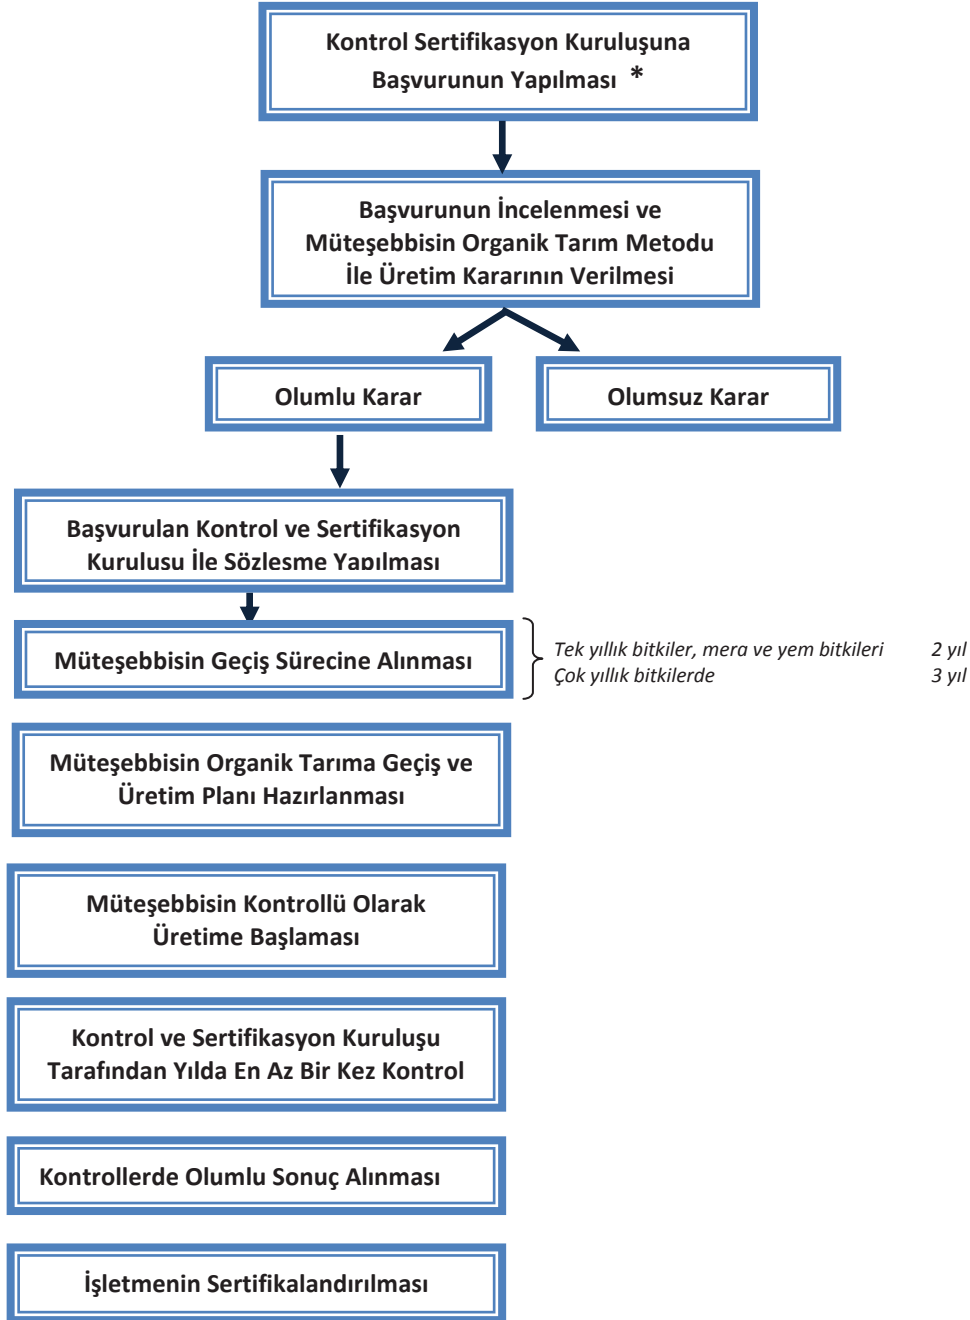 Kontrol Sertifikasyon Kuruluşuna
Başvurunun Yapılması *
Başvurunun İncelenmesi ve
Müteşebbisin Organik Tarım Metodu
İle Üretim Kararının Verilmesi
Olumlu Karar
Olumsuz Karar
Başvurulan Kontrol ve Sertifikasyon
Kuruluşu İle Sözleşme Yapılması
Müteşebbisin Geçiş Sürecine Alınması
Tek yıllık bitkiler, mera ve yem bitkileri 2 yıl
Çok yıllık bitkilerde 3 yıl
Müteşebbisin Organik Tarıma Geçiş ve
Üretim Planı Hazırlanması
Müteşebbisin Kontrollü Olarak
Üretime Başlaması
Kontrol ve Sertifikasyon Kuruluşu
Tarafından Yılda En Az Bir Kez Kontrol
Kontrollerde Olumlu Sonuç Alınması
İşletmenin Sertifikalandırılması